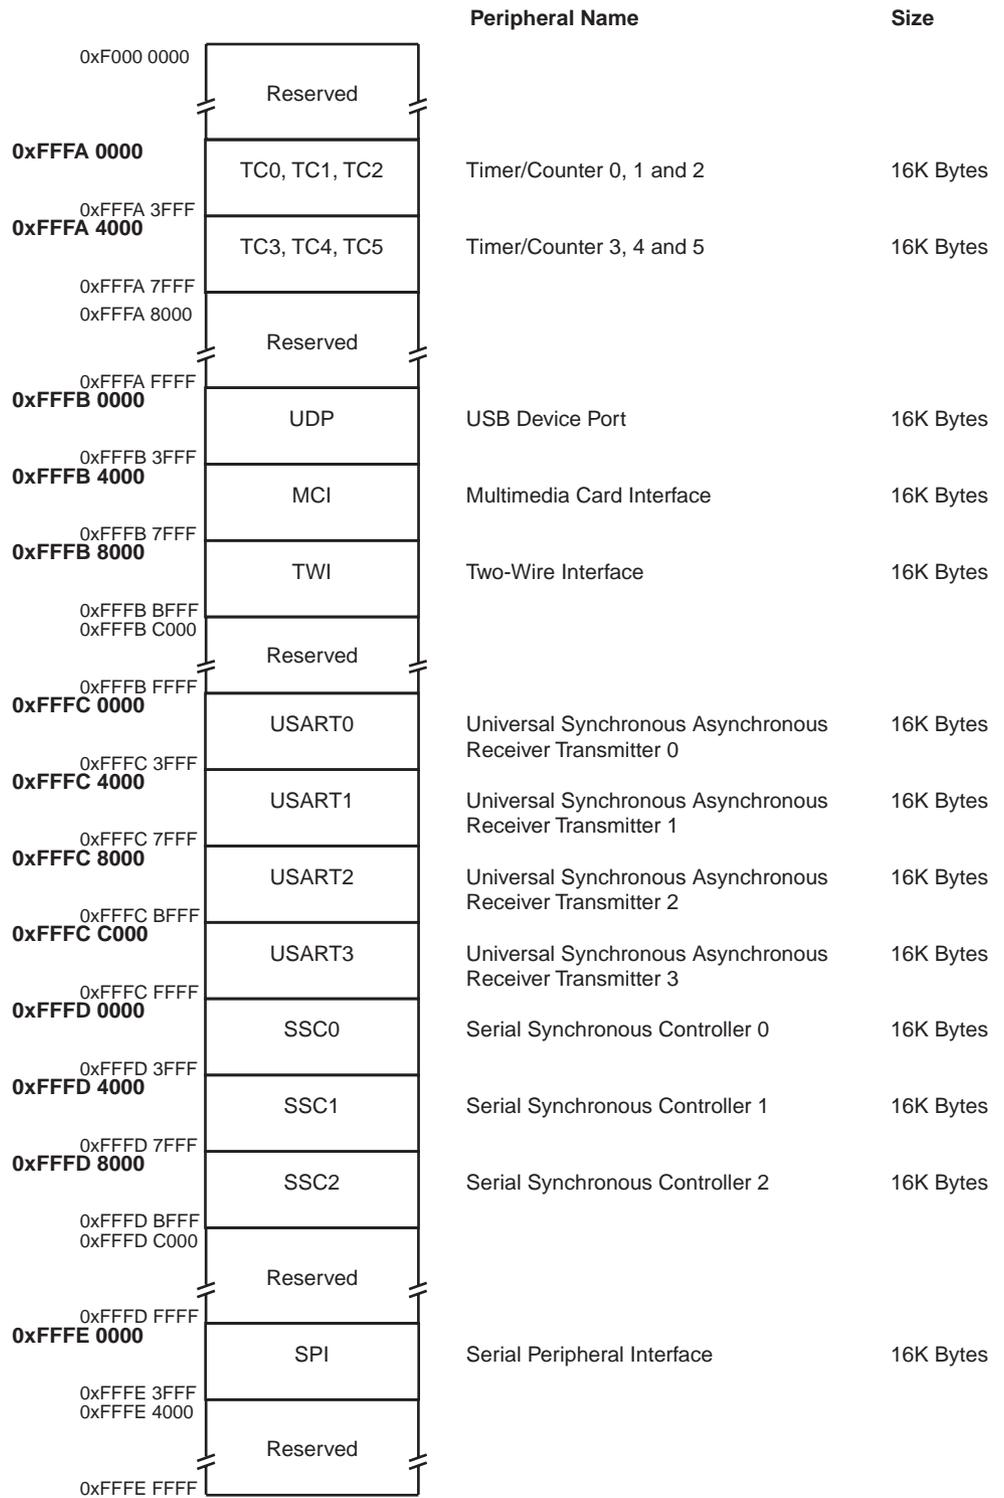 Peripheral Name Size
0xF000 0000
Reserved
0xFFFA 0000
TC0, TC1, TC2 Timer/Counter 0, 1 and 2 16K Bytes
0xFFFA 3FFF
0xFFFA 4000
TC3, TC4, TC5 Timer/Counter 3, 4 and 5 16K Bytes
0xFFFA 7FFF
0xFFFA 8000
Reserved
0xFFFA FFFF
0xFFFB 0000
UDP USB Device Port 16K Bytes
0xFFFB 3FFF
0xFFFB 4000
MCI Multimedia Card Interface 16K Bytes
0xFFFB 7FFF
0xFFFB 8000
TWI Two-Wire Interface 16K Bytes
0xFFFB BFFF
0xFFFB C000
Reserved
0xFFFB FFFF
0xFFFC 0000
USART0 Universal Synchronous Asynchronous 16K Bytes
Receiver Transmitter 0
0xFFFC 3FFF
0xFFFC 4000
USART1 Universal Synchronous Asynchronous 16K Bytes
Receiver Transmitter 1
0xFFFC 7FFF
0xFFFC 8000
USART2 Universal Synchronous Asynchronous 16K Bytes
Receiver Transmitter 2
0xFFFC BFFF
0xFFFC C000
USART3 Universal Synchronous Asynchronous 16K Bytes
Receiver Transmitter 3
0xFFFC FFFF
0xFFFD 0000
SSC0 Serial Synchronous Controller 0 16K Bytes
0xFFFD 3FFF
0xFFFD 4000
SSC1 Serial Synchronous Controller 1 16K Bytes
0xFFFD 7FFF
0xFFFD 8000
SSC2 Serial Synchronous Controller 2 16K Bytes
0xFFFD BFFF
0xFFFD C000
Reserved
0xFFFD FFFF
0xFFFE 0000
SPI Serial Peripheral Interface 16K Bytes
0xFFFE 3FFF
0xFFFE 4000
Reserved
0xFFFE FFFF